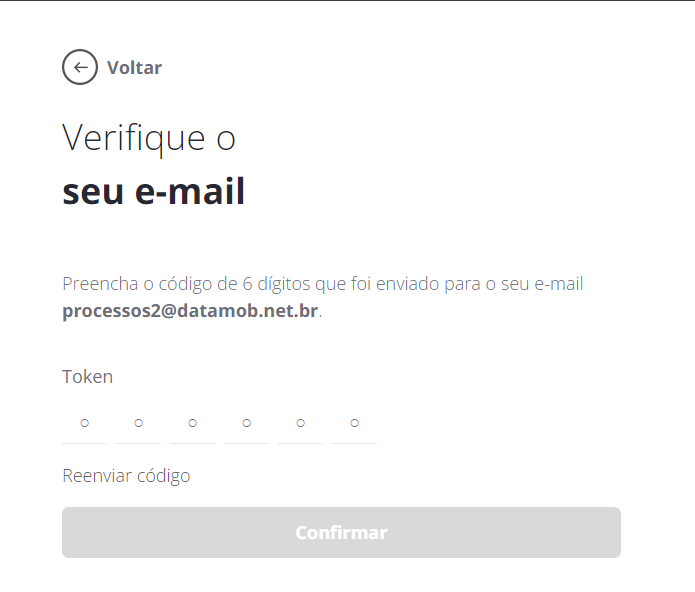 Voltar
Verifique o
seu e-mail
Preencha o código de 6 dígitos que foi enviado para o seu e-mail
processos2@datamob.net.br.
Token
Reenviar código
Confirmar